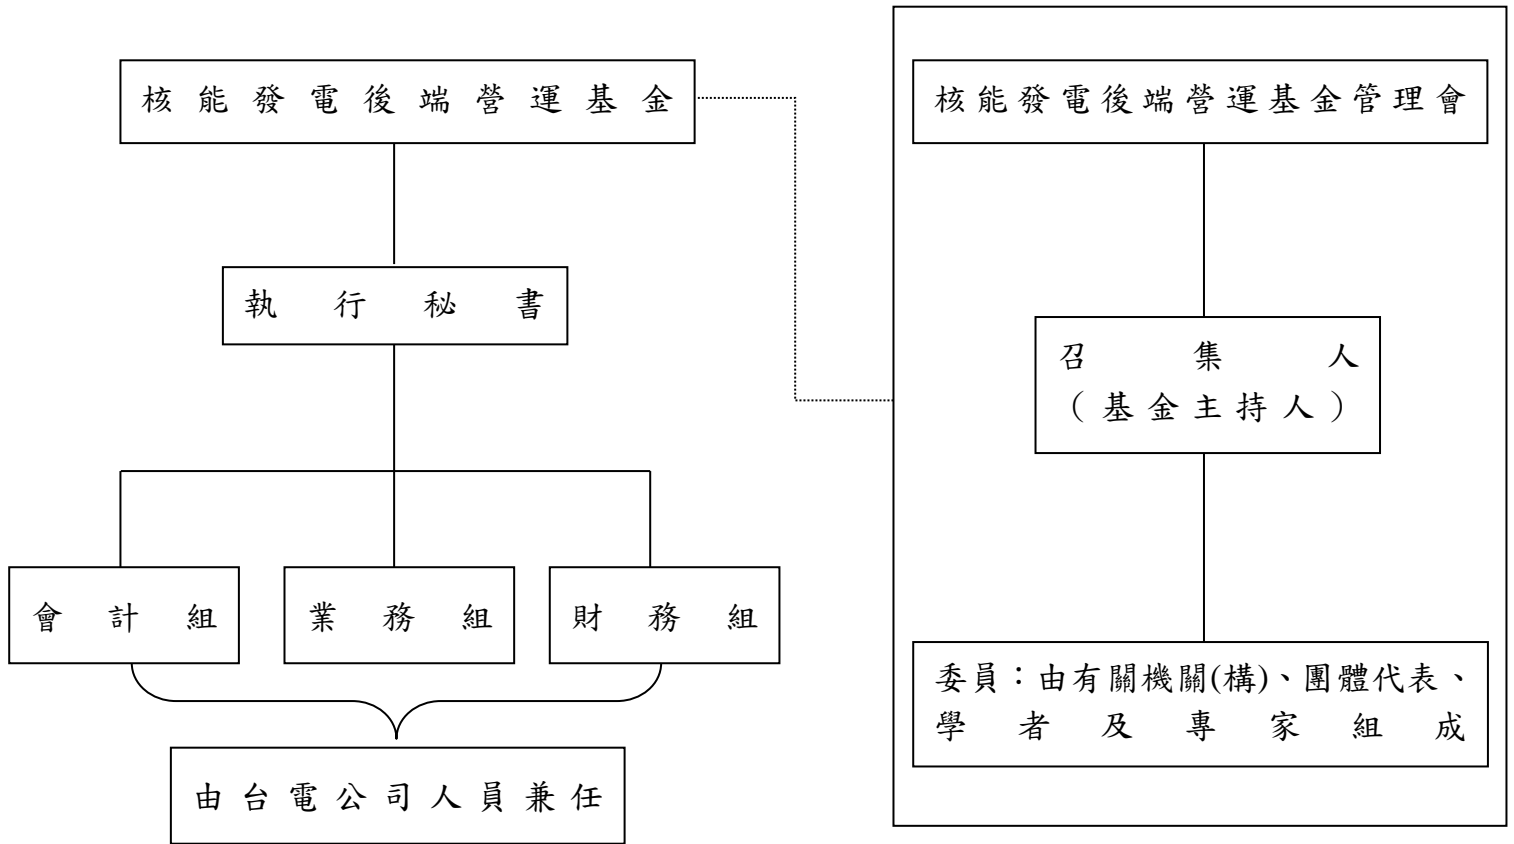 核能發電後端營運基金
核能發電後端營運基金管理會
執行秘書
召集人
（基金主持人）
會計組
業務組
財務組
委員：由有關機關(構)、團體代表、
學者及專家組成
由台電公司人員兼任